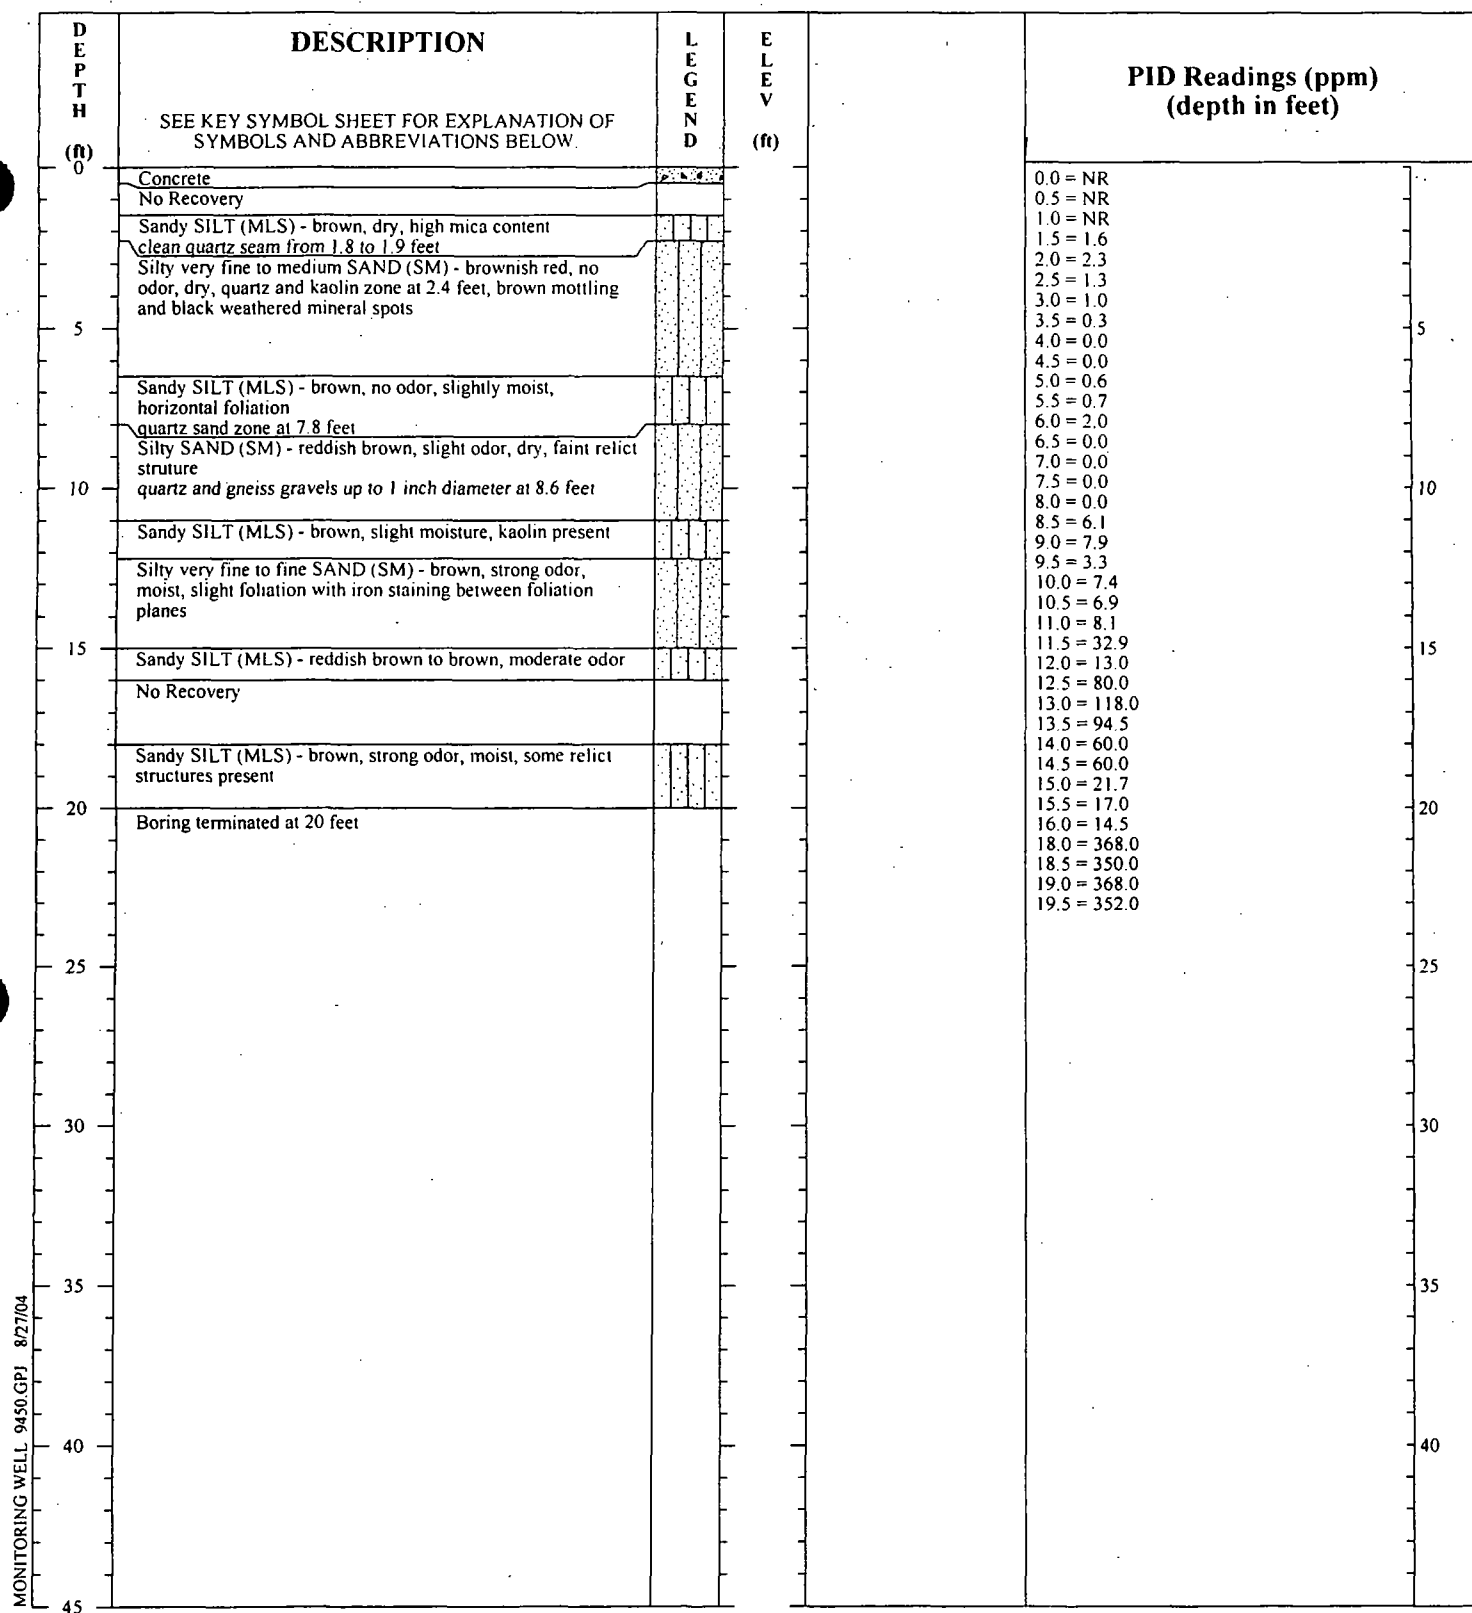 DEPTH (ft)
DESCRIPTION
SEE KEY SYMBOL SHEET FOR EXPLANATION OF
SYMBOLS AND ABBREVIATIONS BELOW.
LEGEND
ELEV (ft)
PID Readings (ppm)
(depth in feet)
0
Concrete
No Recovery
Sandy SILT (MLS) - brown, dry, high mica content
clean quartz seam from 1.8 to 1.9 feet
Silty very fine to medium SAND (SM) - brownish red, no
odor, dry, quartz and kaolin zone at 2.4 feet, brown mottling
and black weathered mineral spots
5
Sandy SILT (MLS) - brown, no odor, slightly moist,
horizontal foliation
quartz sand zone at 7.8 feet
Silty SAND (SM) - reddish brown, slight odor, dry, faint relict
struture
quartz and gneiss gravels up to 1 inch diameter at 8.6 feet
10
Sandy SILT (MLS) - brown, slight moisture, kaolin present
Silty very fine to fine SAND (SM) - brown, strong odor,
moist, slight foliation with iron staining between foliation
planes
15
Sandy SILT (MLS) - reddish brown to brown, moderate odor
No Recovery
Sandy SILT (MLS) - brown, strong odor, moist, some relict
structures present
20
Boring terminated at 20 feet
25
30
35
40
45
0.0 = NR
0.5 = NR
1.0 = NR
1.5 = 1.6
2.0 = 2.3
2.5 = 1.3
3.0 = 1.0
3.5 = 0.3
4.0 = 0.0
4.5 = 0.0
5.0 = 0.6
5.5 = 0.7
6.0 = 2.0
6.5 = 0.0
7.0 = 0.0
7.5 = 0.0
8.0 = 0.0
8.5 = 6.1
9.0 = 7.9
9.5 = 3.3
10.0 = 7.4
10.5 = 6.9
11.0 = 8.1
11.5 = 32.9
12.0 = 13.0
12.5 = 80.0
13.0 = 118.0
13.5 = 94.5
14.0 = 60.0
14.5 = 60.0
15.0 = 21.7
15.5 = 17.0
16.0 = 14.5
18.0 = 368.0
18.5 = 350.0
19.0 = 368.0
19.5 = 352.0
5
10
15
20
25
30
35
40
MONITORING WELL 9450.GPJ 8/27/04